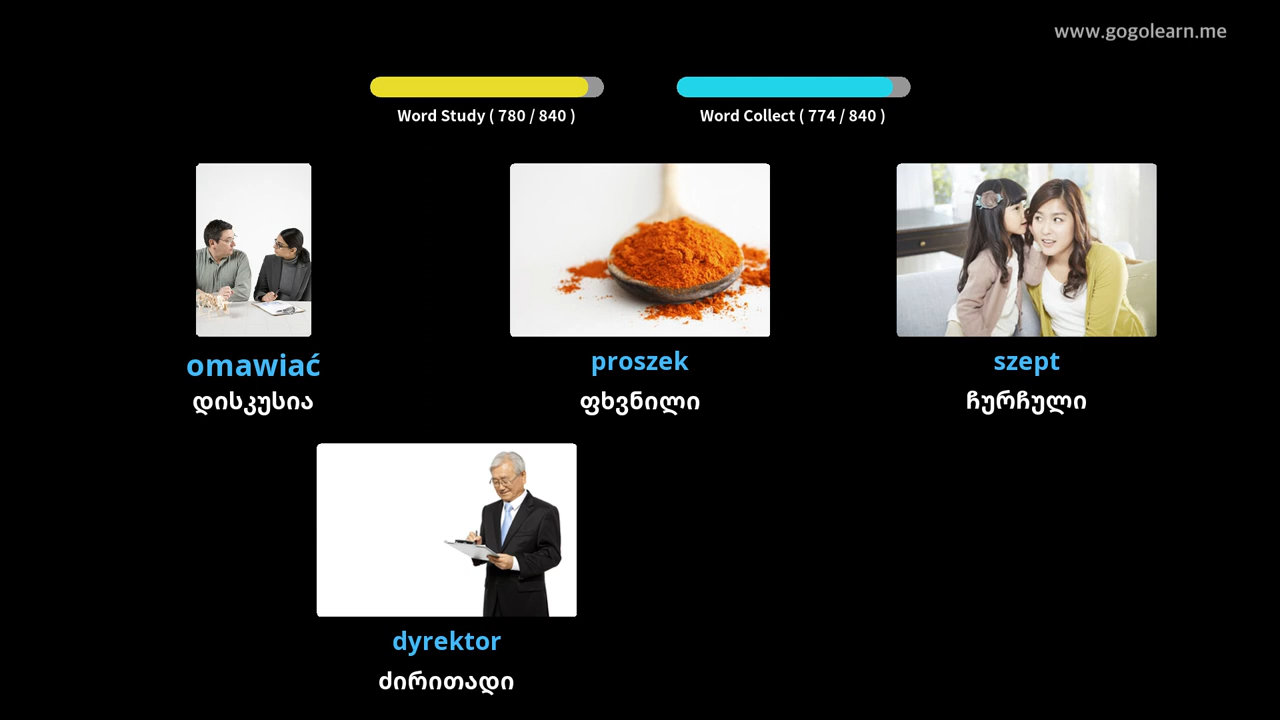 www.gogolearn.me
Word Study ( 780 / 840 )
Word Collect ( 774 / 840 )
omawiać
დისკუსია
proszek
ფხვნილი
szept
ჩურჩული
dyrektor
ძირითადი